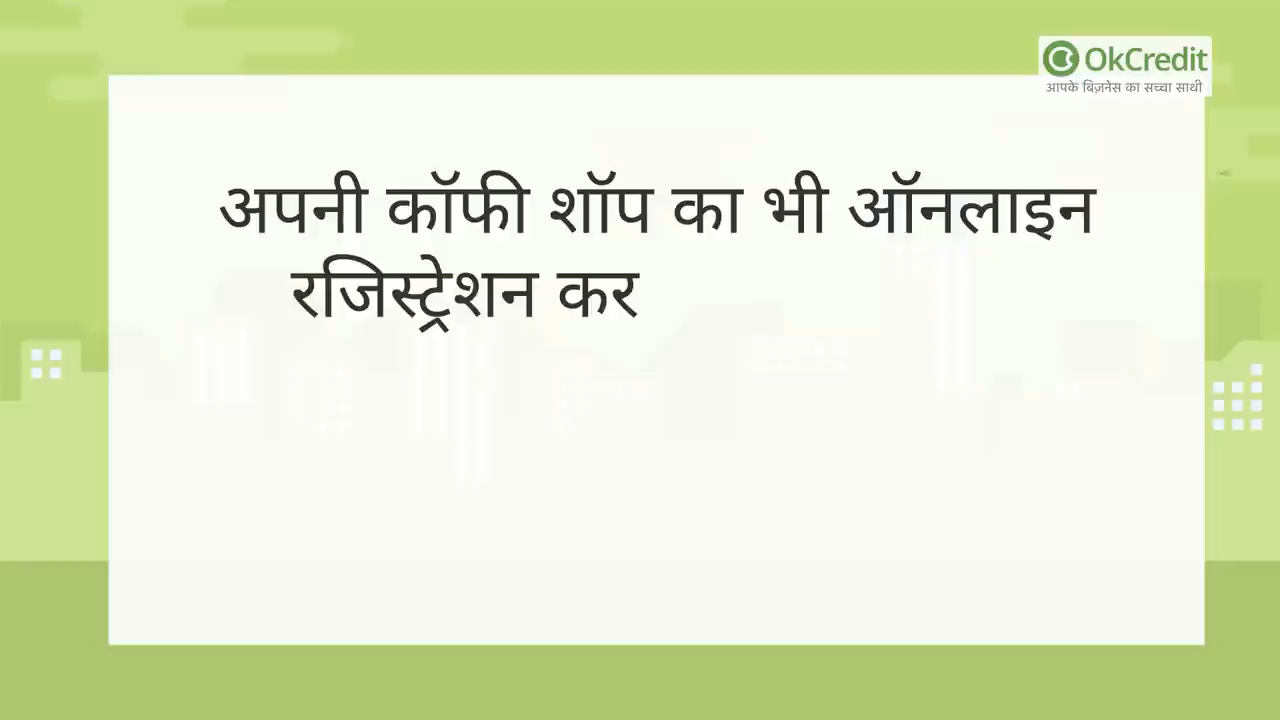 OkCredit
आपके बिज़नेस का सच्चा साथी
अपनी कॉफी शॉप का भी ऑनलाइन
रजिस्ट्रेशन कर